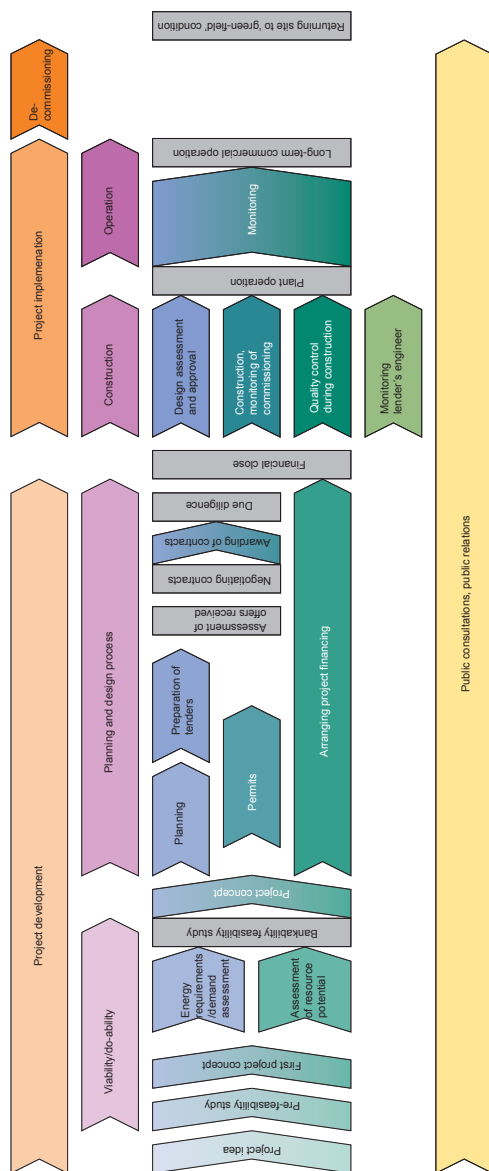 Project development
Project implemenation
De-
commissioning
Viability/do-ability
Planning and design process
Construction
Operation
Project idea
Pre-feasibility study
First project concept
Energy
requirements
/demand
assessment
Assessment
of resource
potential
Bankability feasibility study
Project concept
Planning
Preparation of
tenders
Permits
Arranging project financing
Assessment of
offers received
Negotiating contracts
Awarding of contracts
Due diligence
Financial close
Design assessment
and approval
Construction,
monitoring of
commissioning
Quality control
during construction
Monitoring
lender's engineer
Plant operation
Monitoring
Long-term commercial operation
Returning to site 'green-field', condition
Public consultations, public relations